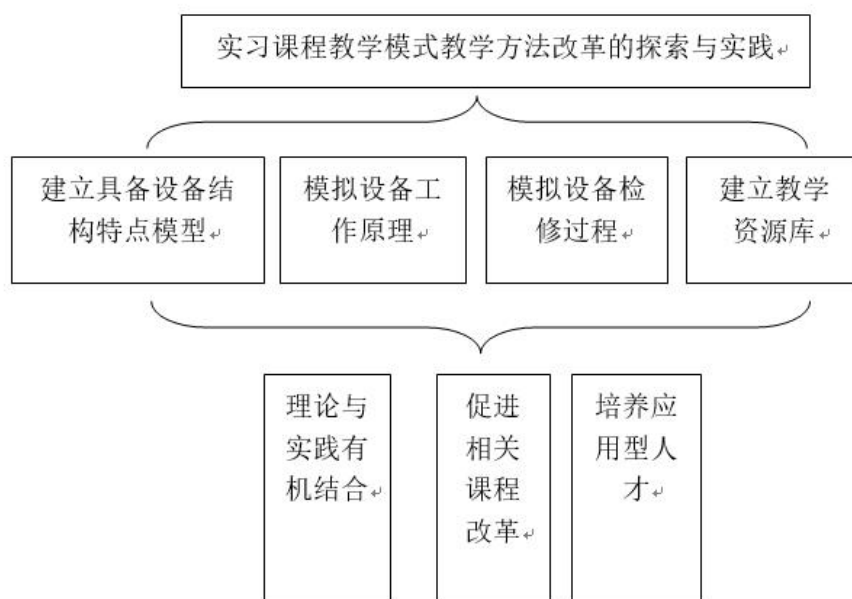 实习课程教学模式教学方法改革的探索与实践
建立具备设备结
构特点模型
模拟设备工
作原理
模拟设备检
修过程
建立教学
资源库
理论与
实践有
机结合
促进
相关
课程
改革
培养应
用型人
才